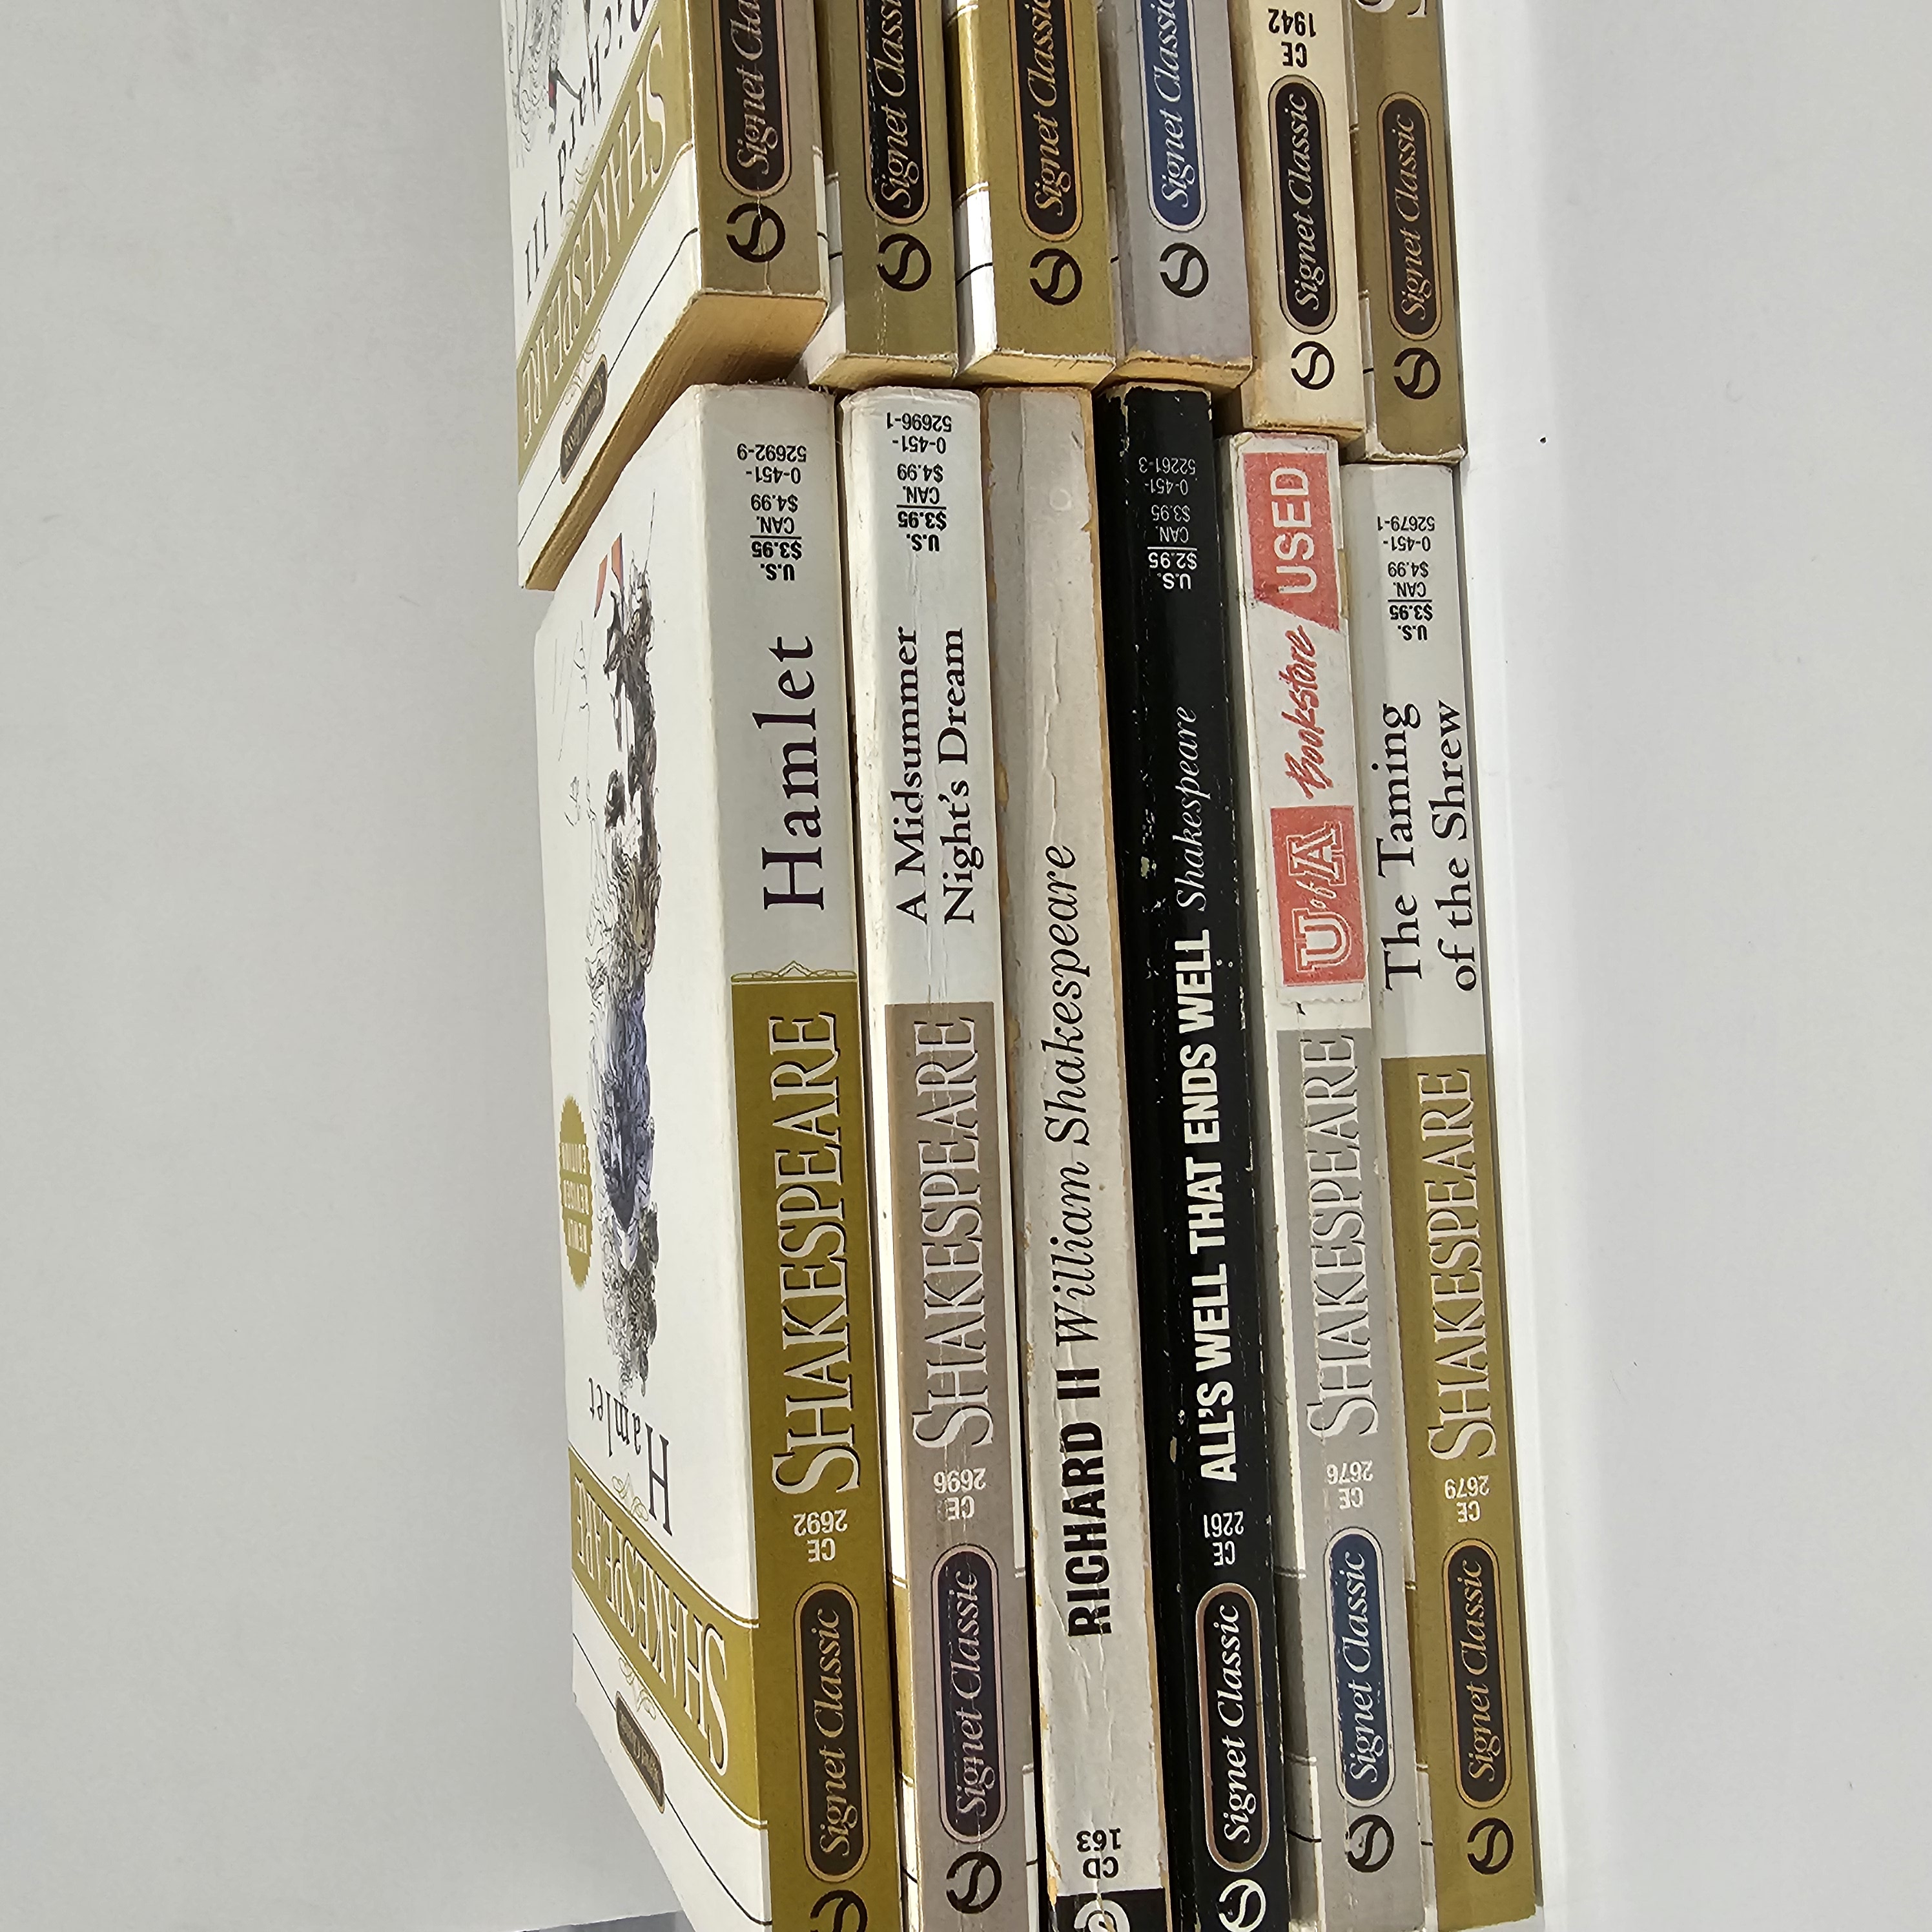 Signet Classic
SHAKESPEARE
Hamlet
Signet Classic CE 2692 SHAKESPEARE Hamlet U.S. $3.95 CAN. $4.99 0-451-52692-9
Signet Classic CE 2696 SHAKESPEARE A Midsummer
Night's Dream U.S. $3.95 CAN. $4.99 0-451-52696-1
CD 163 RICHARD II William Shakespeare
Signet Classic CE 2261 ALL'S WELL THAT ENDS WELL Shakespeare U.S. $2.95 CAN. $3.95 0-451-52261-3
Signet Classic CE 2676 SHAKESPEARE U of A Bookstore USED
Signet Classic CE 2679 SHAKESPEARE The Taming
of the Shrew U.S. $3.95 CAN. $4.99 0-451-52679-1
SHAKESPEARE
III
Signet Cla
Signet Classi
Signet Classic
Signet Classic
Signet Classic CE 1942
Signet Classic